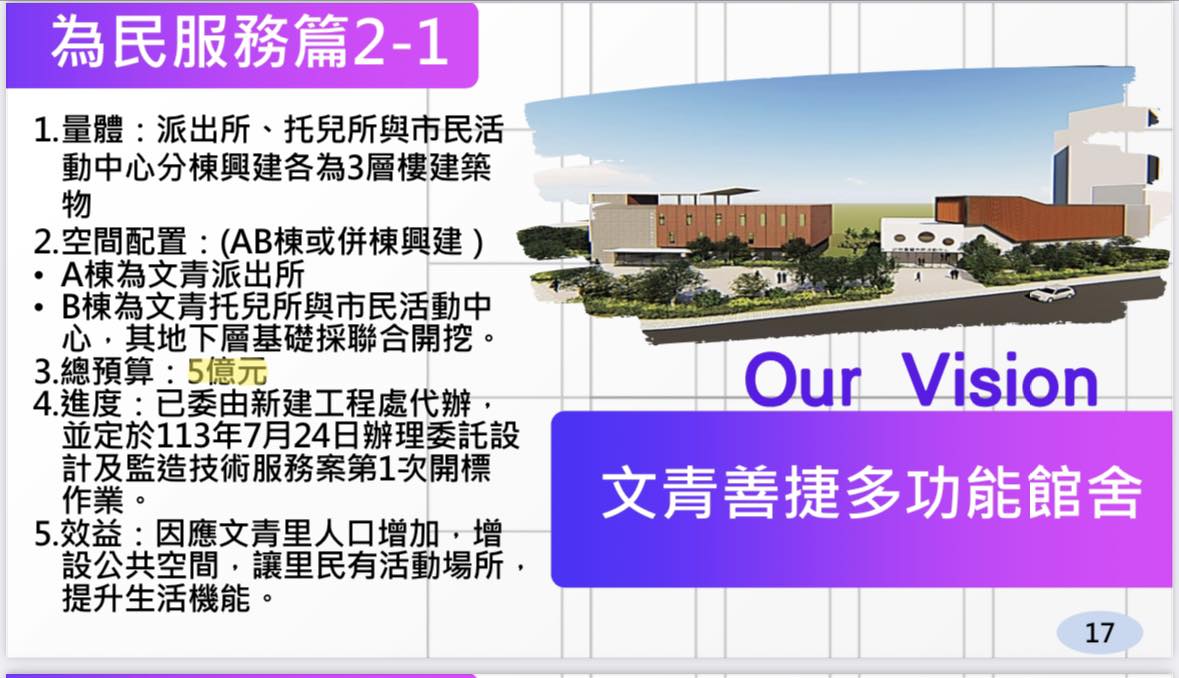 為民服務篇2-1
1.量體：派出所、托兒所與市民活
動中心分棟興建各為3層樓建築
物
2.空間配置：(AB棟或併棟興建）
• A棟為文青派出所
• B棟為文青托兒所與市民活動中
心，其地下層基礎採聯合開挖。
3.總預算：5億元
4.進度：已委由新建工程處代辦，
並定於113年7月24日辦理委託設
計及監造技術服務案第1次開標
作業。
5.效益：因應文青里人口增加，增
設公共空間，讓里民有活動場所，
提升生活機能。
Our Vision
文青善捷多功能館舍
17